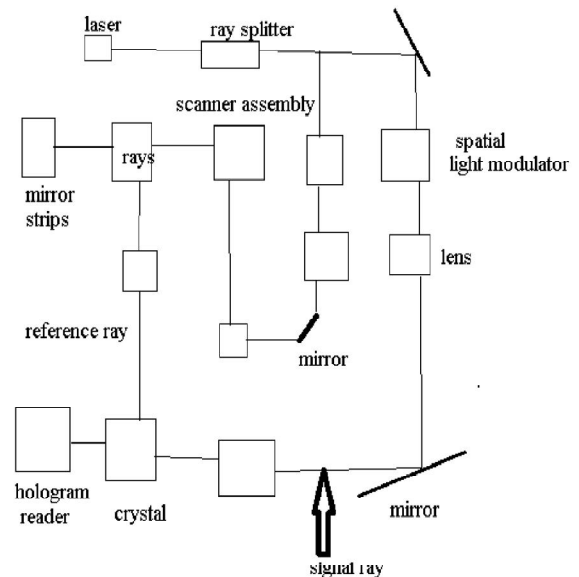 laser
ray splitter
scanner assembly
spatial
light modulator
rays
mirror
strips
lens
reference ray
mirror
hologram
reader
crystal
mirror
signal ray